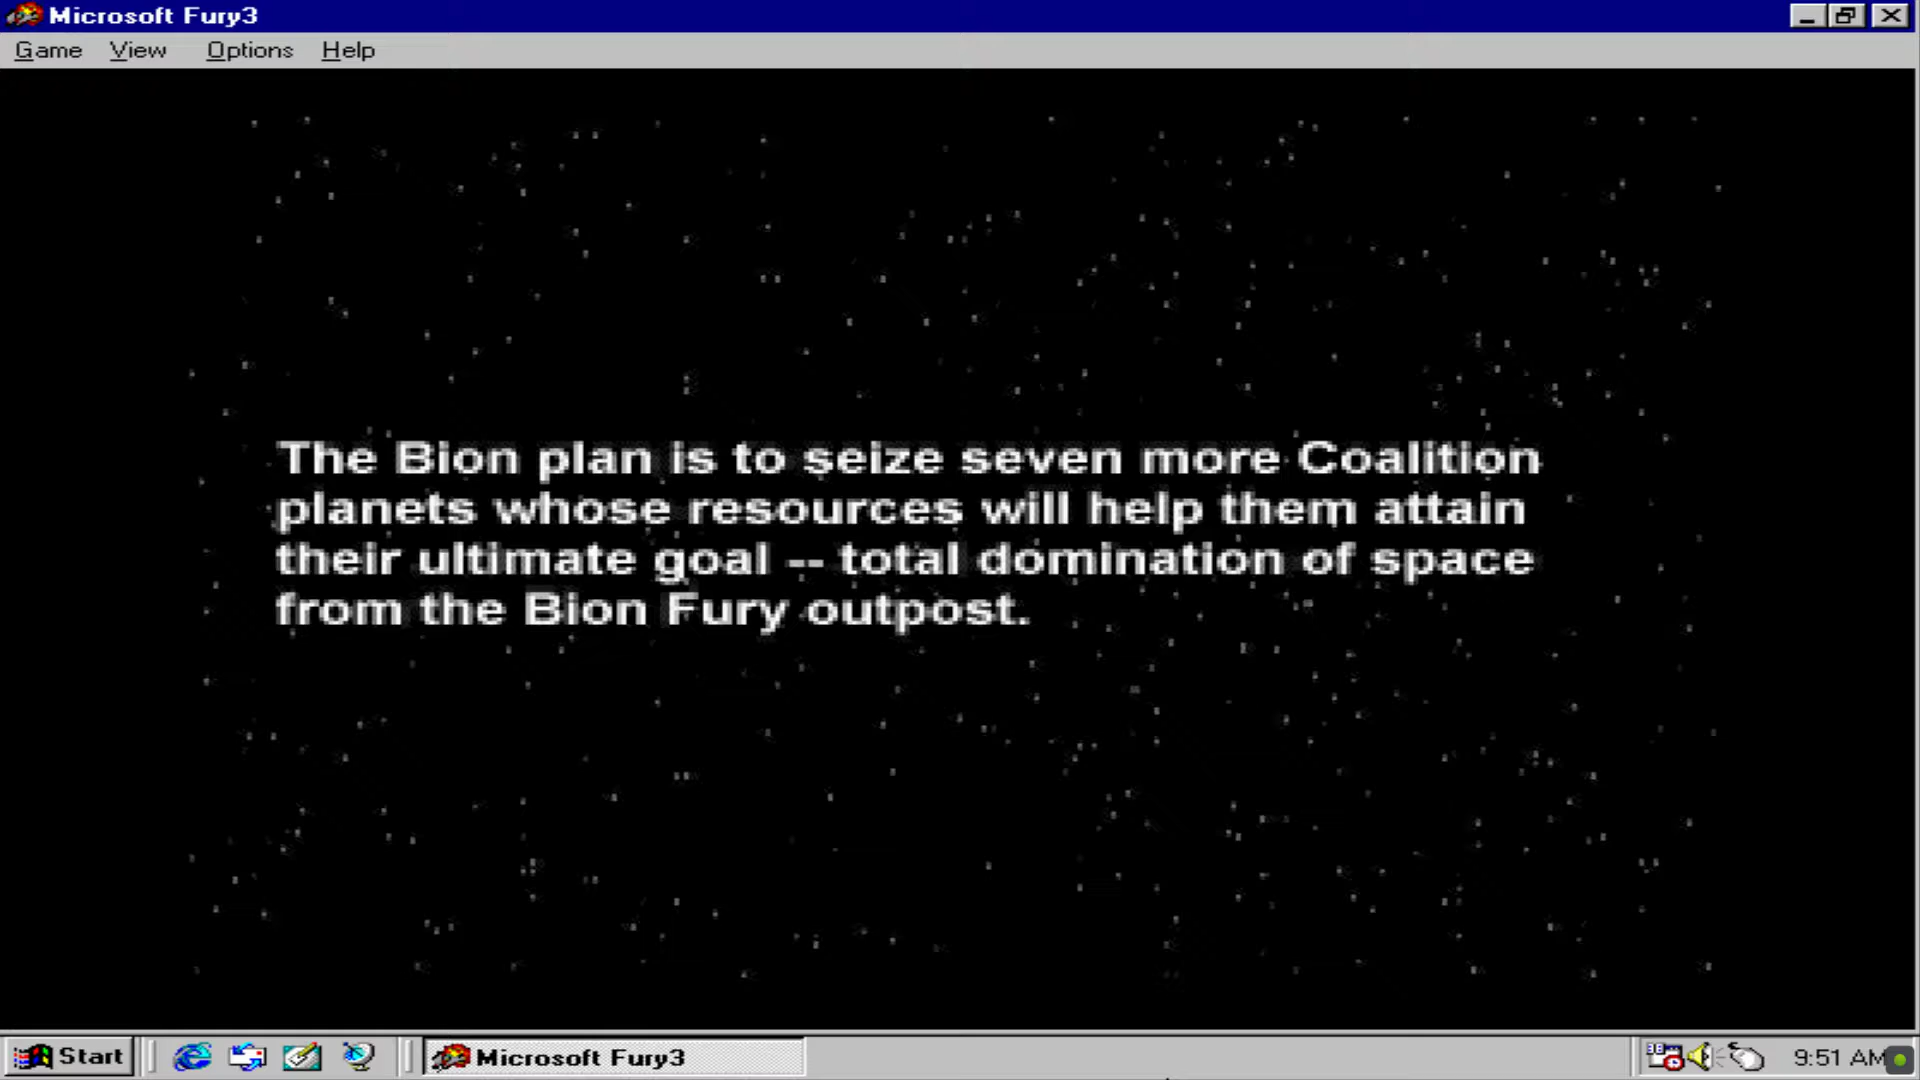 Microsoft Fury3
Game View Options Help
The Bion plan is to seize seven more Coalition
planets whose resources will help them attain
their ultimate goal -- total domination of space
from the Bion Fury outpost.
Start Microsoft Fury3 9:51 AM